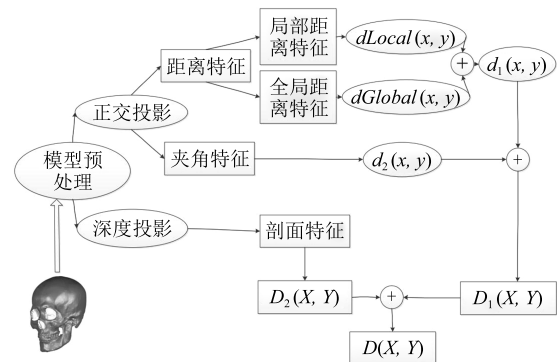 局部距
离特征
dLocal(x, y)
距离特征
+
d₁(x, y)
全局距
离特征
dGlobal(x, y)
正交投影
模型预
处理
夹角特征
d₂(x, y)
+
深度投影
剖面特征
D₂(X, Y)
+
D₁(X, Y)
D(X, Y)